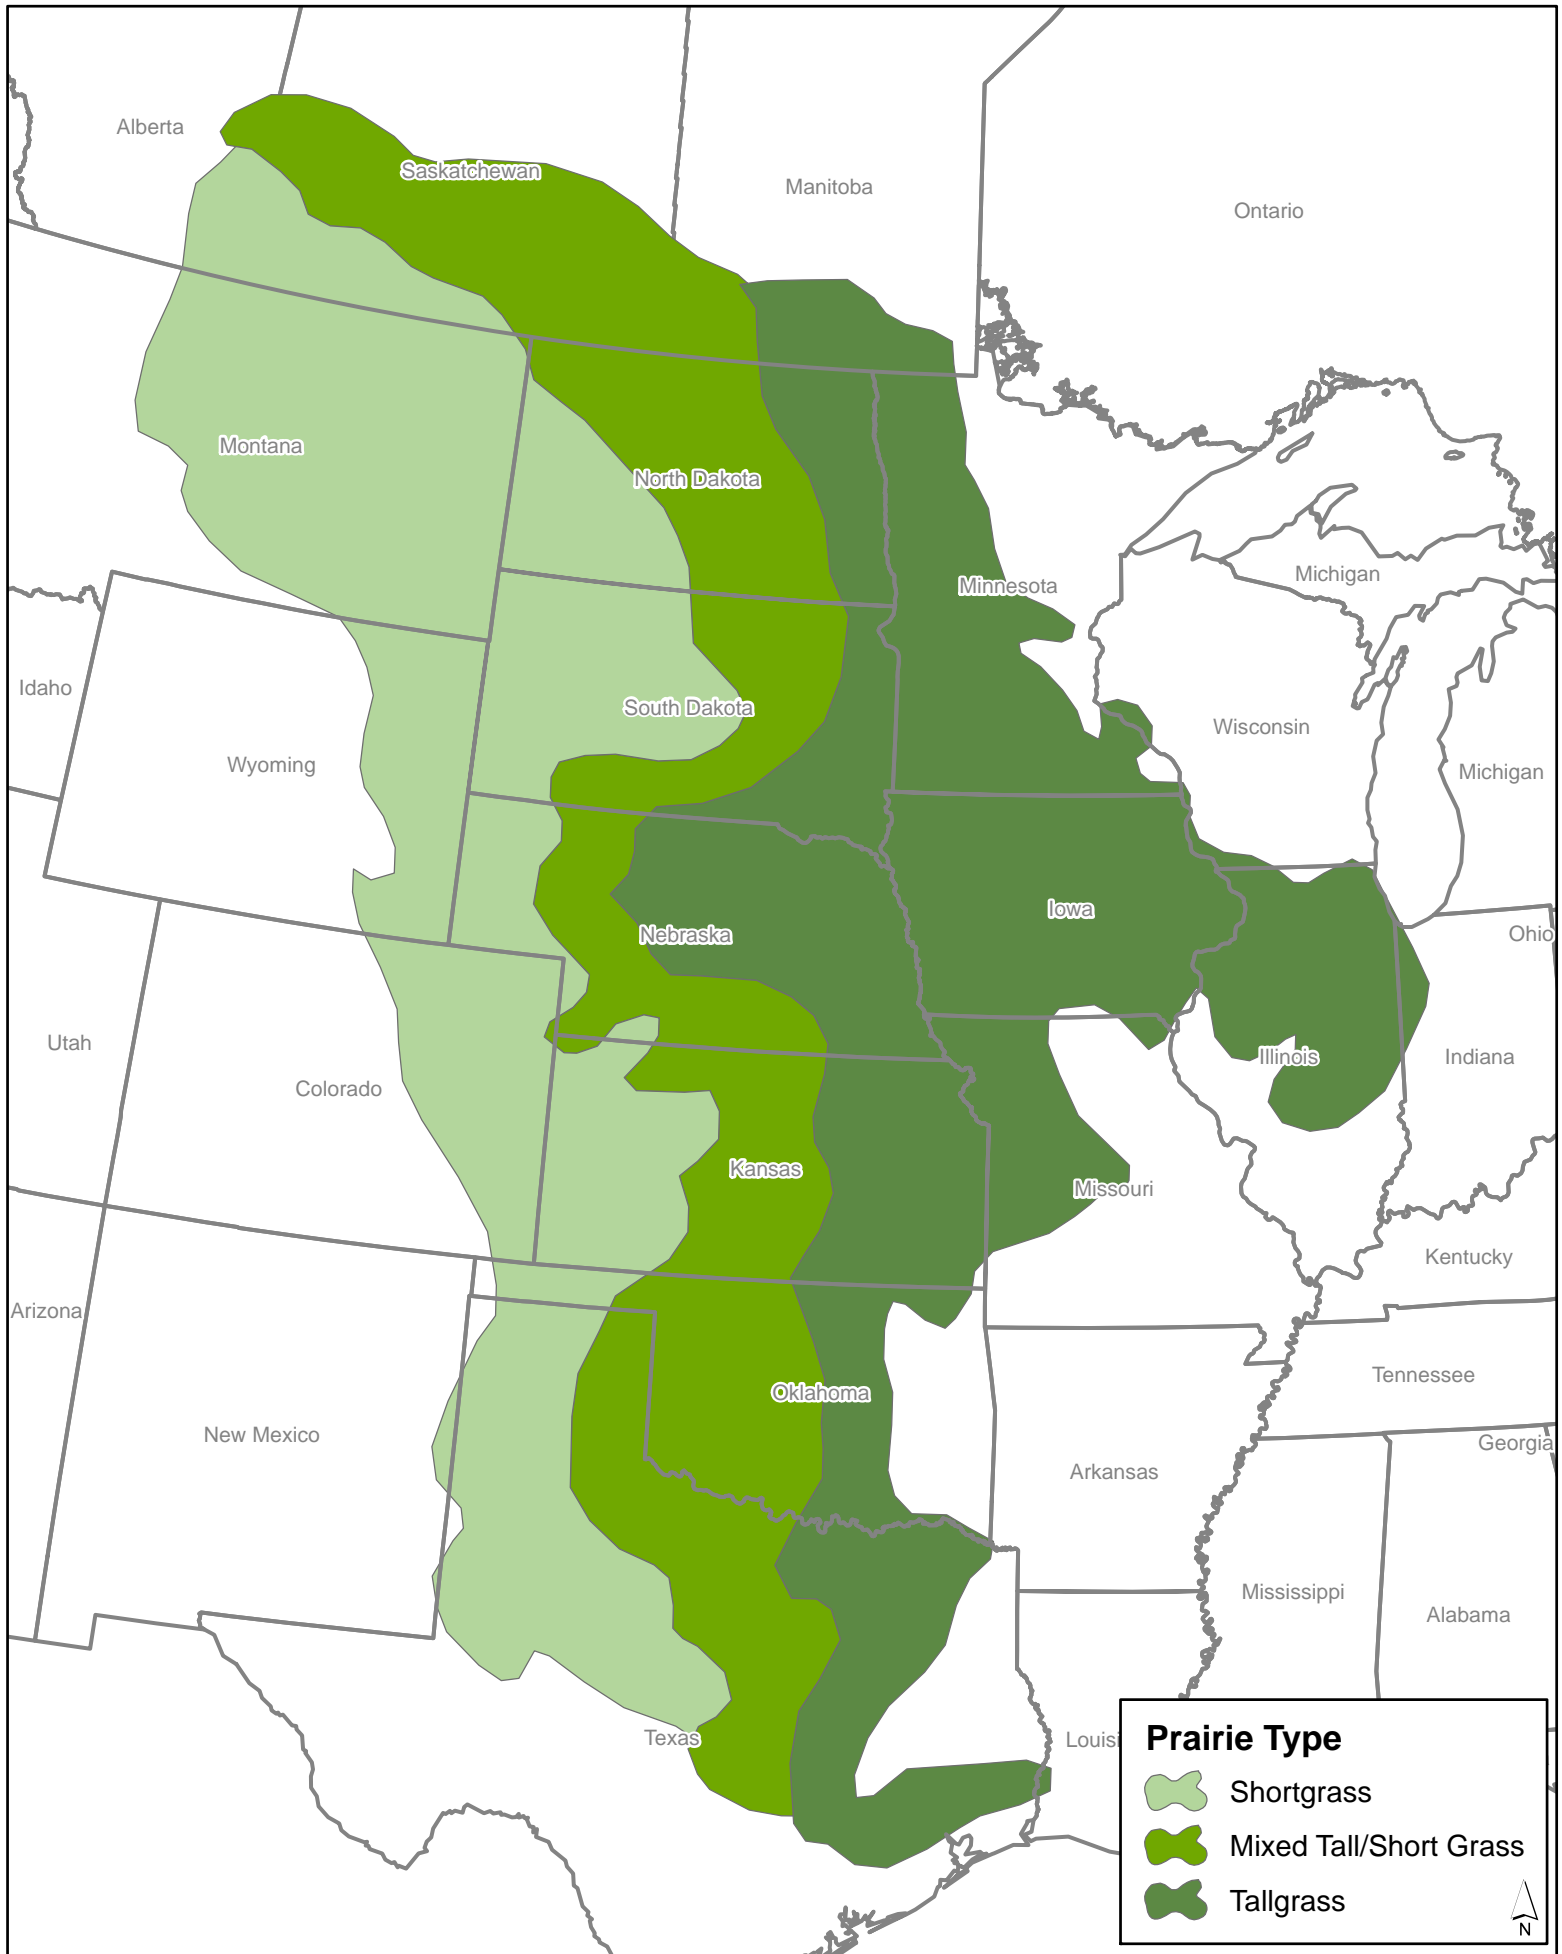 Alberta
Saskatchewan
Manitoba
Ontario
Montana
North Dakota
Minnesota
Michigan
Idaho
South Dakota
Wisconsin
Wyoming
Michigan
Iowa
Nebraska
Ohio
Utah
Illinois
Indiana
Colorado
Kansas
Missouri
Kentucky
Arizona
Tennessee
Oklahoma
New Mexico
Georgia
Arkansas
Mississippi
Alabama
Texas
Louisi
Prairie Type
Shortgrass
Mixed Tall/Short Grass
Tallgrass
N